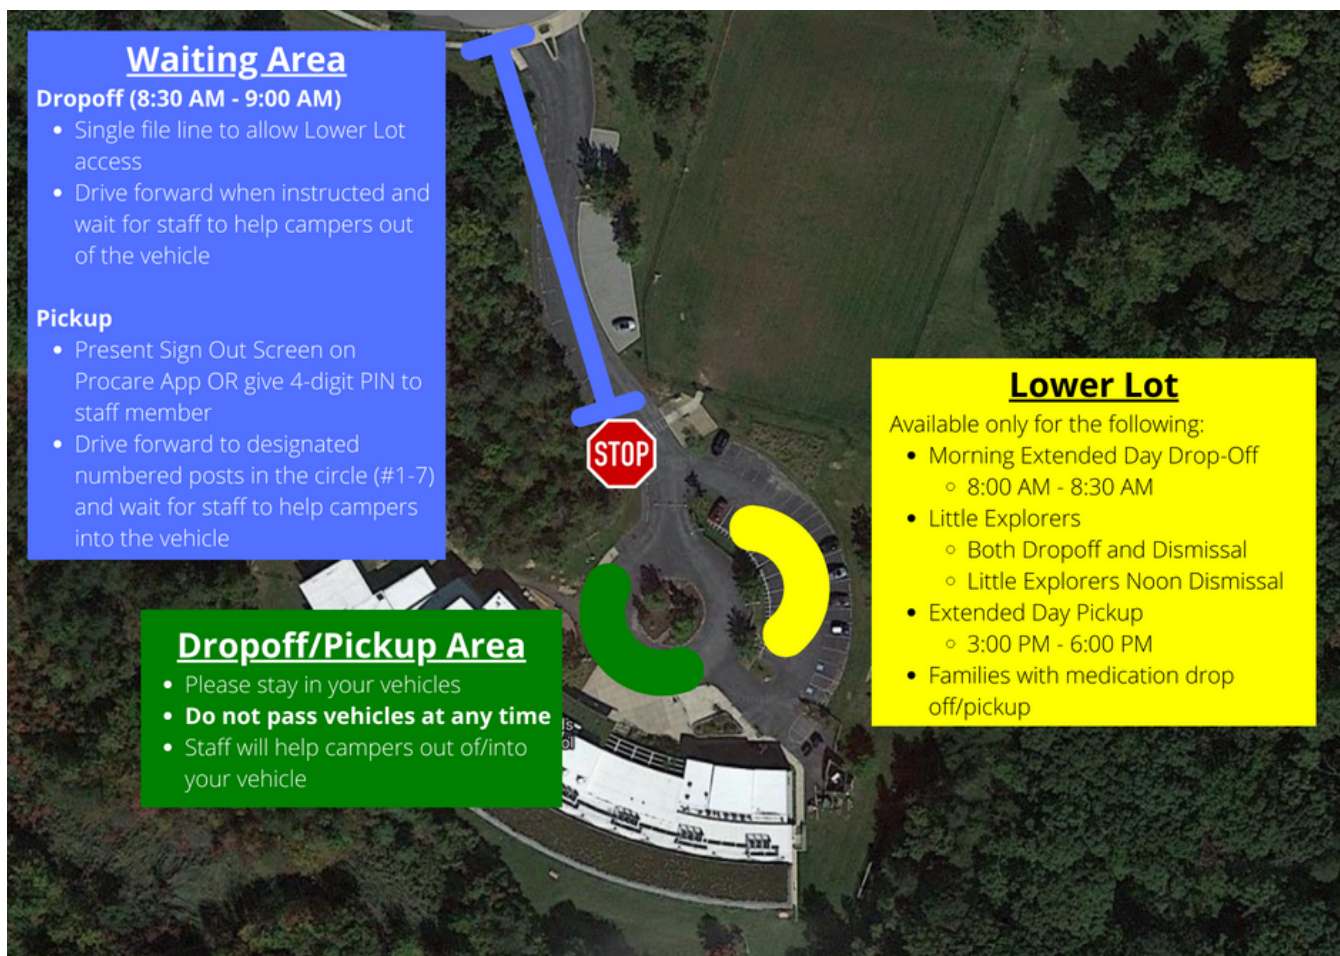 Waiting Area
Dropoff (8:30 AM - 9:00 AM)
• Single file line to allow Lower Lot
access
• Drive forward when instructed and
wait for staff to help campers out
of the vehicle
Pickup
• Present Sign Out Screen on
Procare App OR give 4-digit PIN to
staff member
• Drive forward to designated
numbered posts in the circle (#1-7)
and wait for staff to help campers
into the vehicle
STOP
Lower Lot
Available only for the following:
• Morning Extended Day Drop-Off
○ 8:00 AM - 8:30 AM
• Little Explorers
○ Both Dropoff and Dismissal
○ Little Explorers Noon Dismissal
• Extended Day Pickup
○ 3:00 PM - 6:00 PM
• Families with medication drop
off/pickup
Dropoff/Pickup Area
• Please stay in your vehicles
• Do not pass vehicles at any time
• Staff will help campers out of/into
your vehicle